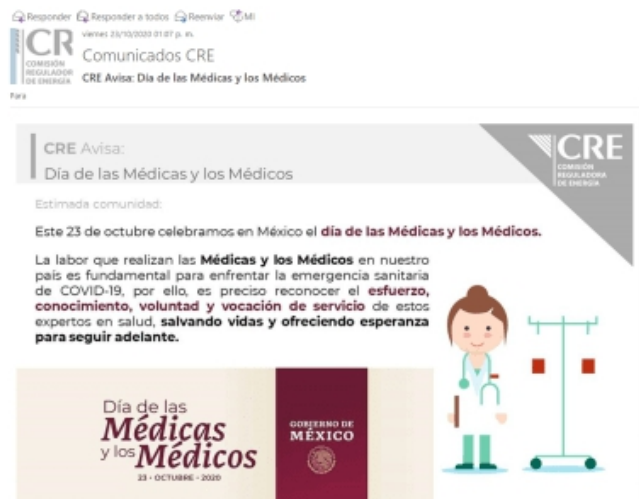 Responder Responder a todos Reenviar MI
viernes 23/10/2020 01:07 p. m.
CR
COMISIÓN
REGULADOR
DE ENERGÍA
Comunicados CRE
CRE Avisa: Día de las Médicas y los Médicos
Para
CRE Avisa:
Día de las Médicas y los Médicos
CRE
COMISIÓN
REGULADORA
DE ENERGÍA
Estimada comunidad:
Este 23 de octubre celebramos en México el día de las Médicas y los Médicos.
La labor que realizan las Médicas y los Médicos en nuestro
país es fundamental para enfrentar la emergencia sanitaria
de COVID-19, por ello, es preciso reconocer el esfuerzo,
conocimiento, voluntad y vocación de servicio de estos
expertos en salud, salvando vidas y ofreciendo esperanza
para seguir adelante.
Día de las
Médicas
y los Médicos
23 · OCTUBRE · 2020
GOBIERNO DE
MÉXICO